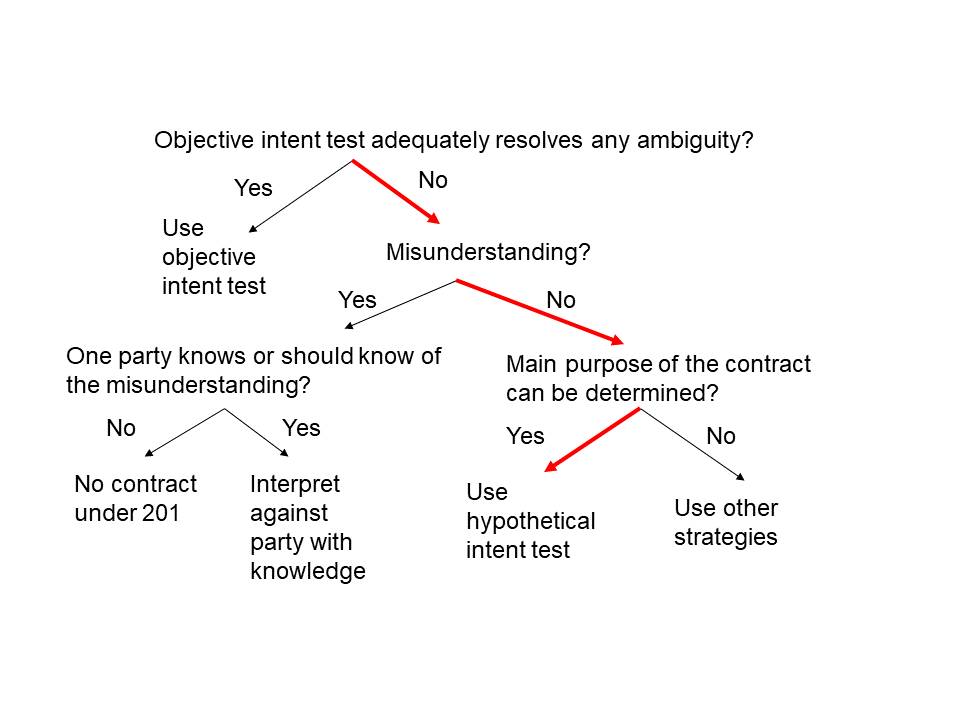 Objective intent test adequately resolves any ambiguity?
Yes
No
Use
objective
intent test
Misunderstanding?
Yes
No
One party knows or should know of
the misunderstanding?
Main purpose of the contract
can be determined?
No
Yes
Yes
No
No contract
under 201
Interpret
against
party with
knowledge
Use
hypothetical
intent test
Use other
strategies